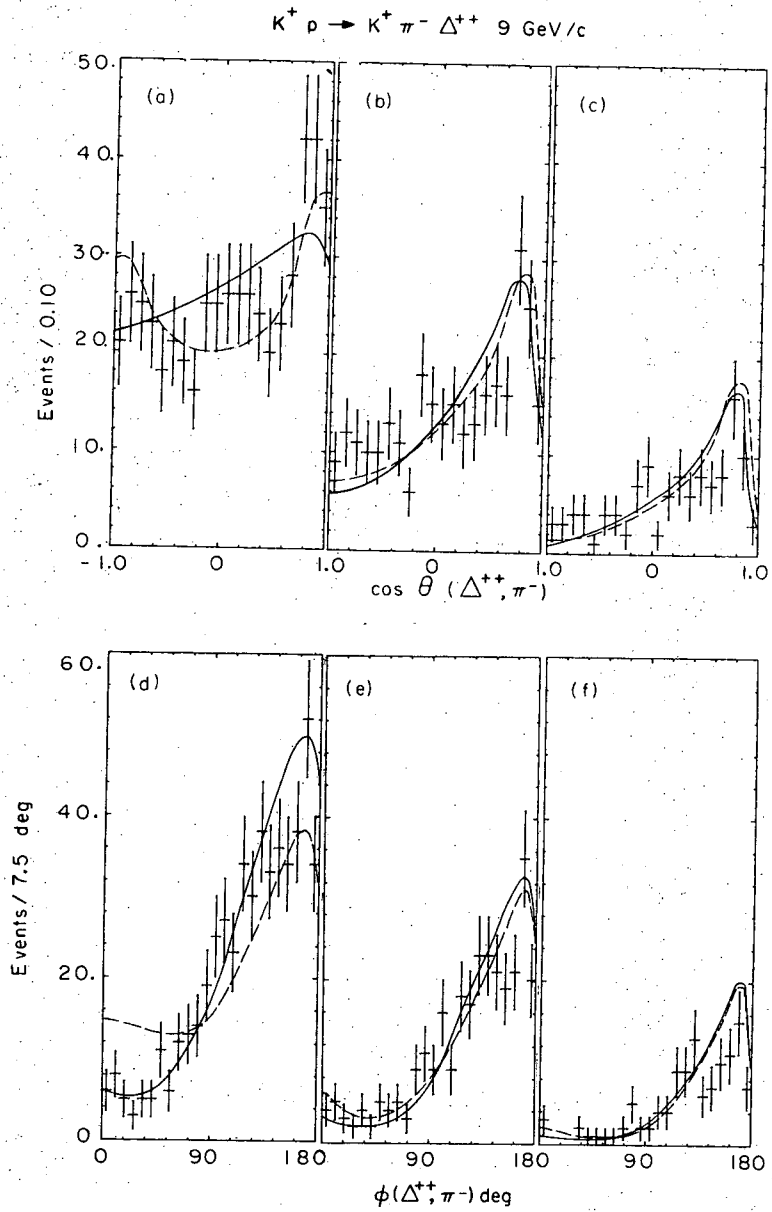 K⁺ p → K⁺ π⁻ Δ⁺⁺ 9 GeV/c
50.
40.
30.
20.
10.
0.
Events / 0.10
(a)
(b)
(c)
-1.0 0 1.0 0 1.0 0 1.0
cos θ (Δ⁺⁺, π⁻)
60.
40.
20.
0
Events / 7.5 deg
(d)
(e)
(f)
0 90 180 90 180 90 180
φ(Δ⁺⁺, π⁻) deg